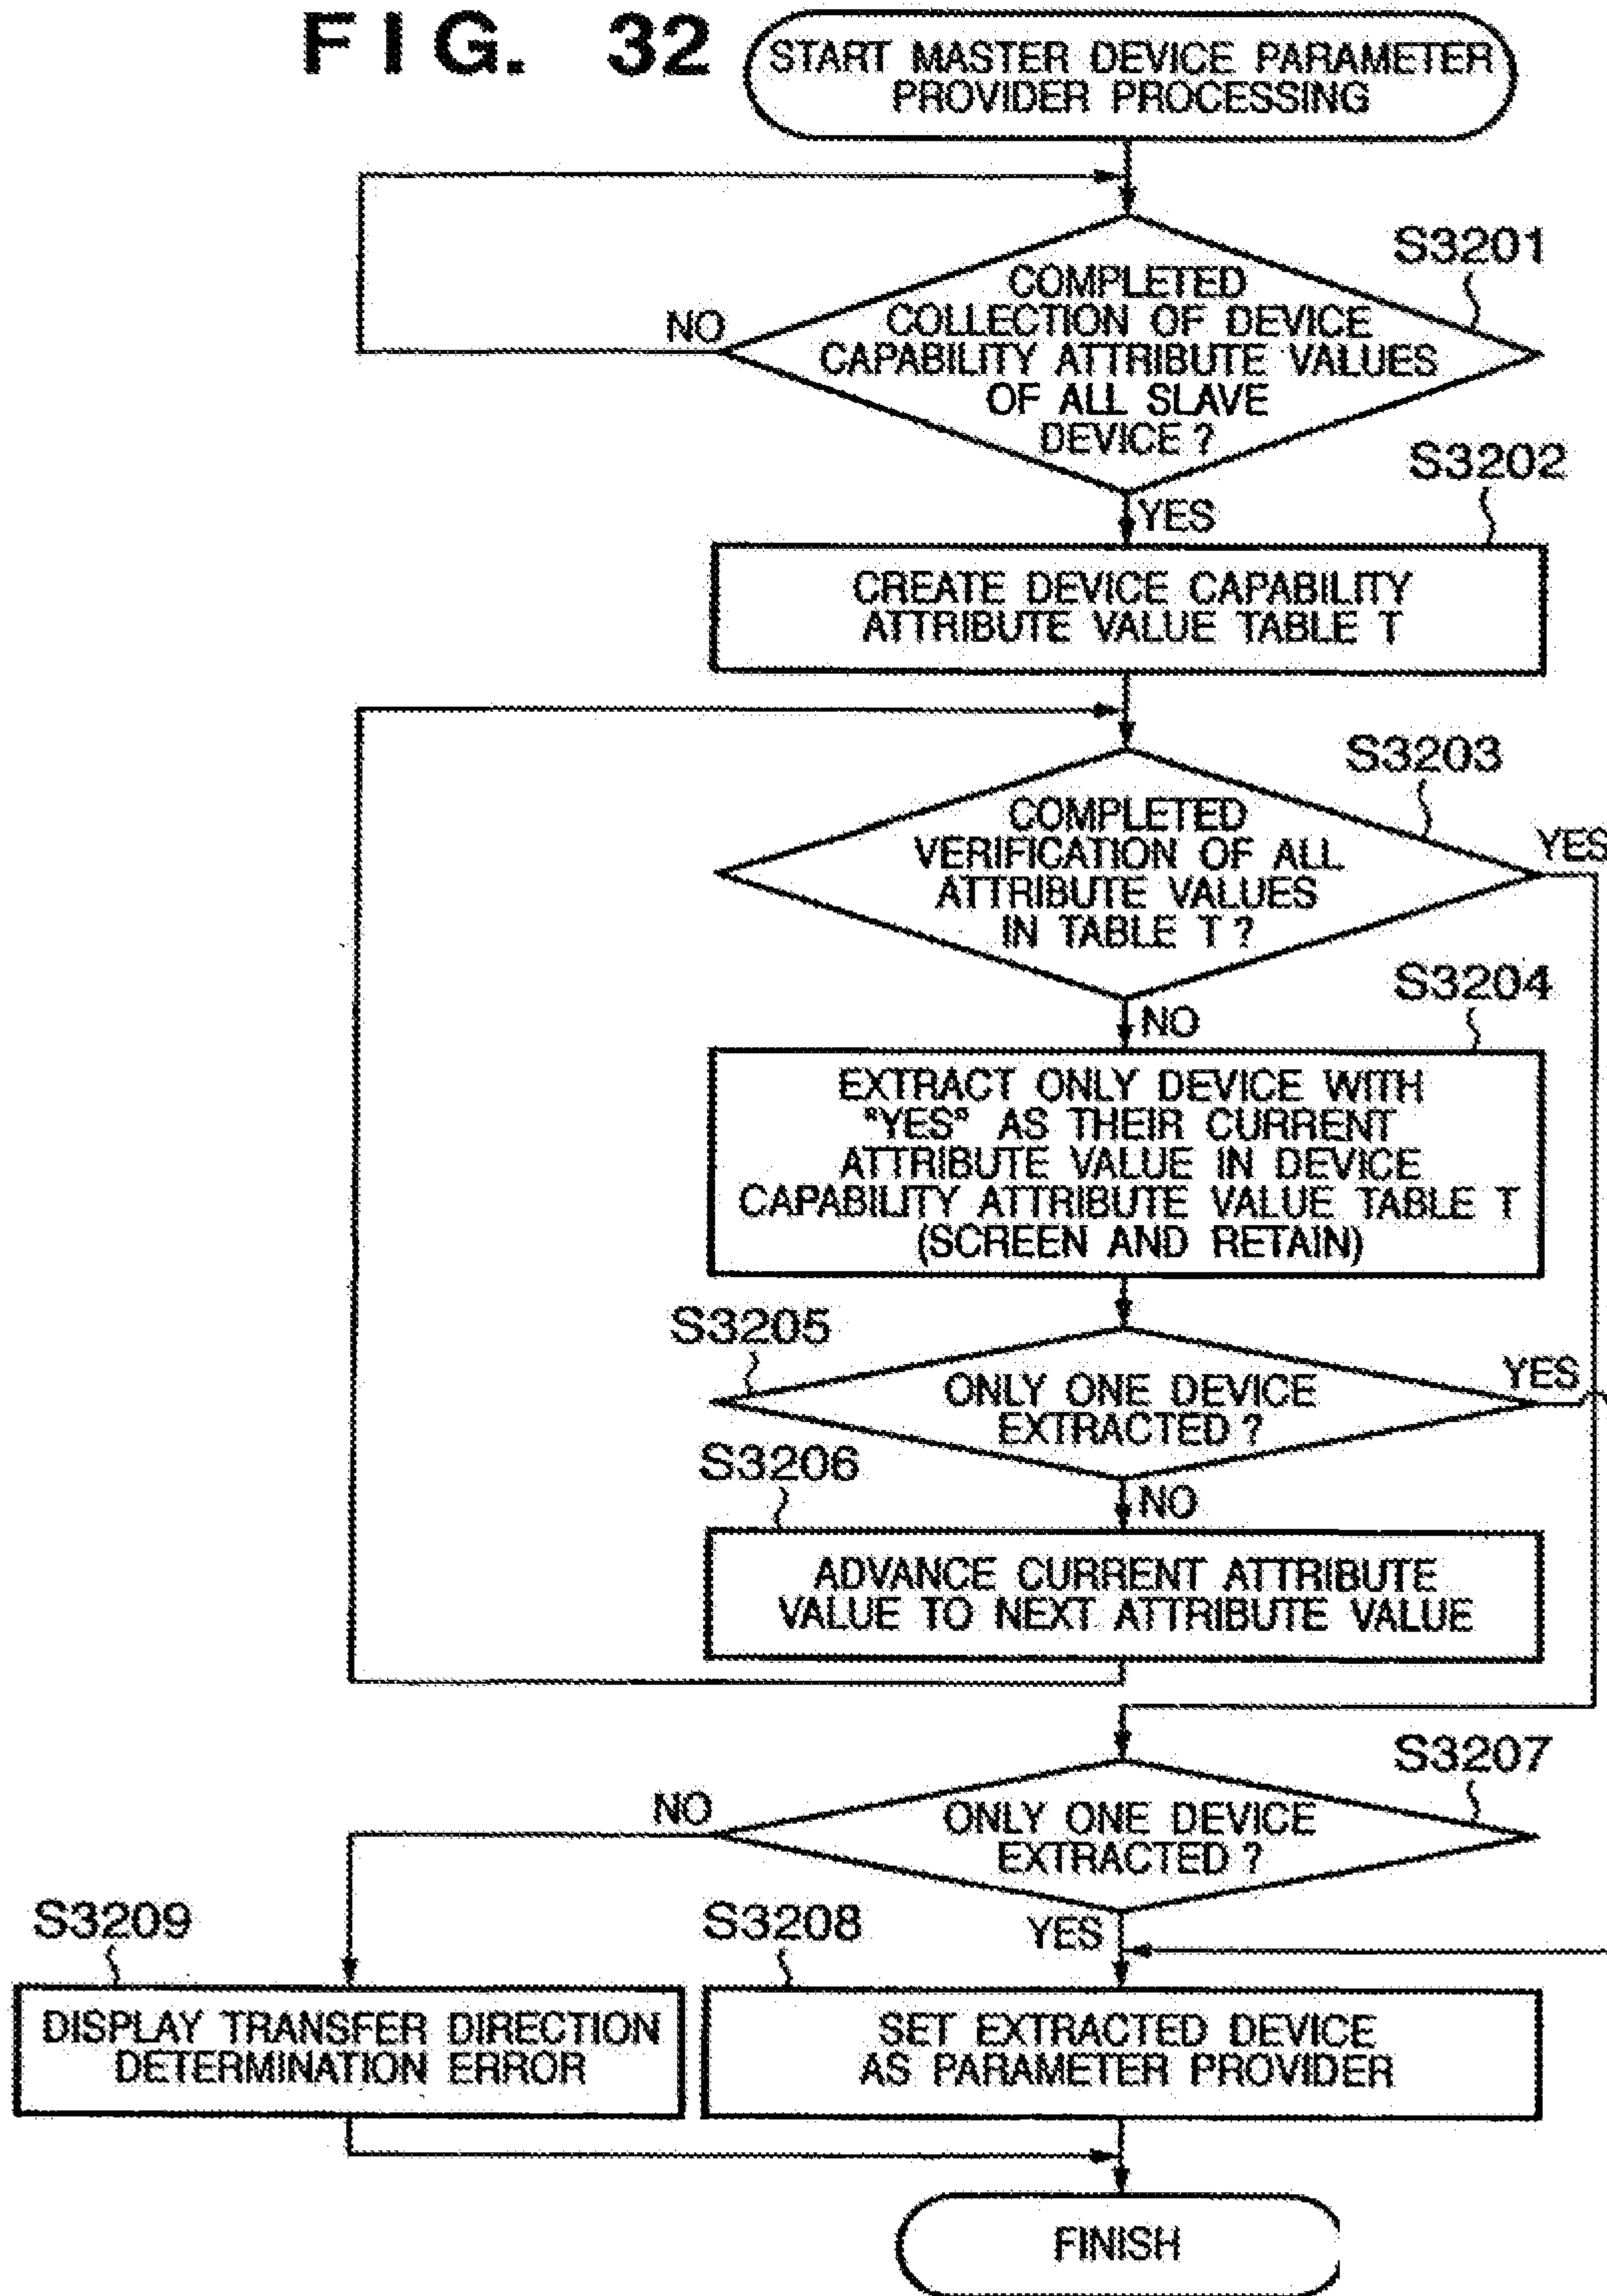 FIG. 32
START MASTER DEVICE PARAMETER
PROVIDER PROCESSING
S3201
COMPLETED
COLLECTION OF DEVICE
CAPABILITY ATTRIBUTE VALUES
OF ALL SLAVE
DEVICE ?
NO
YES
S3202
CREATE DEVICE CAPABILITY
ATTRIBUTE VALUE TABLE T
S3203
COMPLETED
VERIFICATION OF ALL
ATTRIBUTE VALUES
IN TABLE T ?
YES
NO
S3204
EXTRACT ONLY DEVICE WITH
"YES" AS THEIR CURRENT
ATTRIBUTE VALUE IN DEVICE
CAPABILITY ATTRIBUTE VALUE TABLE T
(SCREEN AND RETAIN)
S3205
ONLY ONE DEVICE
EXTRACTED ?
YES
NO
S3206
ADVANCE CURRENT ATTRIBUTE
VALUE TO NEXT ATTRIBUTE VALUE
S3207
ONLY ONE DEVICE
EXTRACTED ?
NO
YES
S3209
DISPLAY TRANSFER DIRECTION
DETERMINATION ERROR
S3208
SET EXTRACTED DEVICE
AS PARAMETER PROVIDER
FINISH